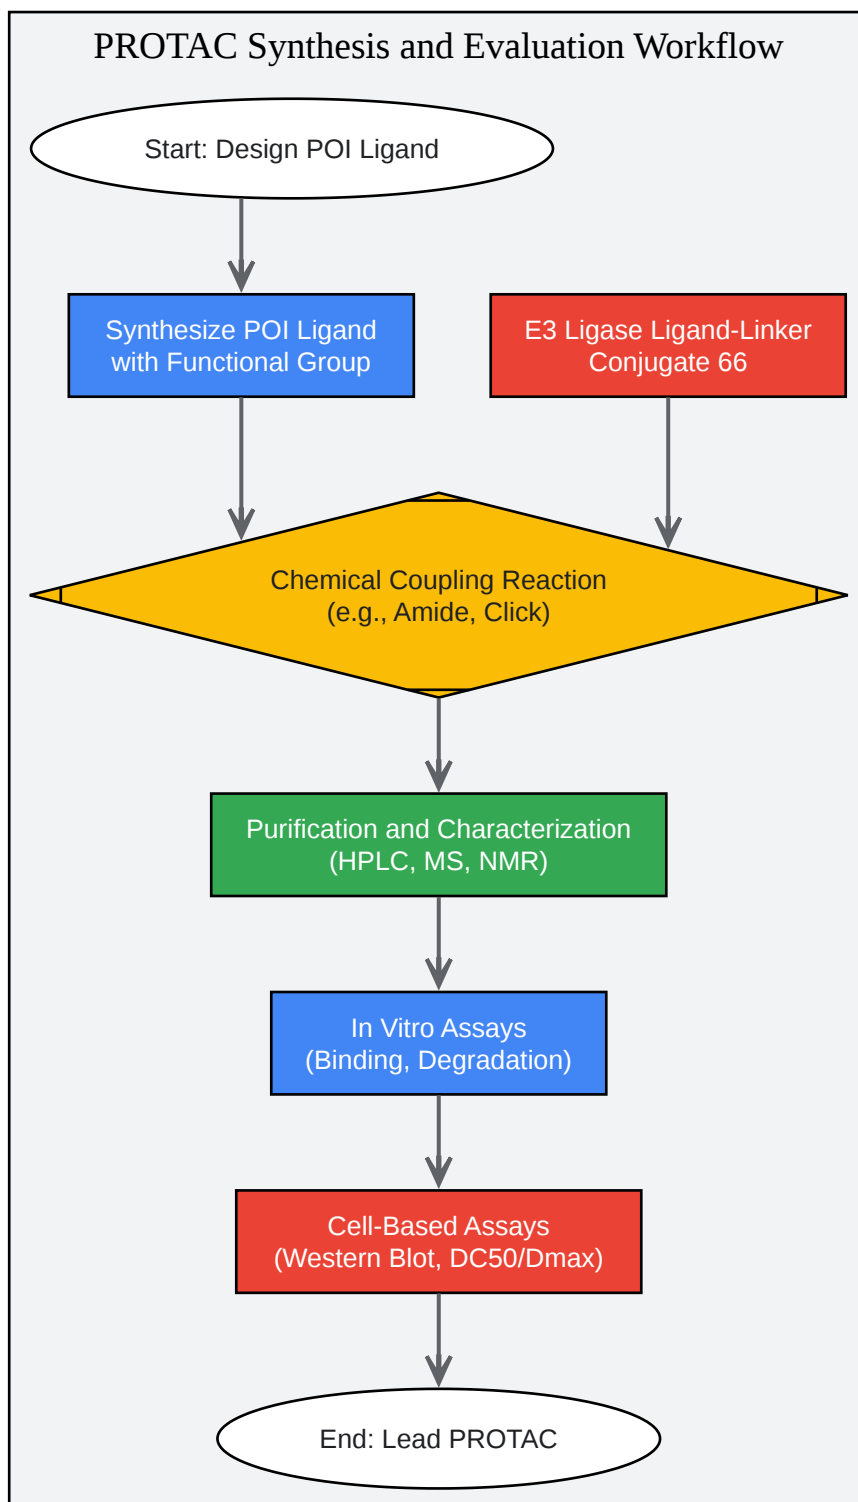 PROTAC Synthesis and Evaluation Workflow
Start: Design POI Ligand
Synthesize POI Ligand
with Functional Group
E3 Ligase Ligand-Linker
Conjugate 66
Chemical Coupling Reaction
(e.g., Amide, Click)
Purification and Characterization
(HPLC, MS, NMR)
In Vitro Assays
(Binding, Degradation)
Cell-Based Assays
(Western Blot, DC50/Dmax)
End: Lead PROTAC